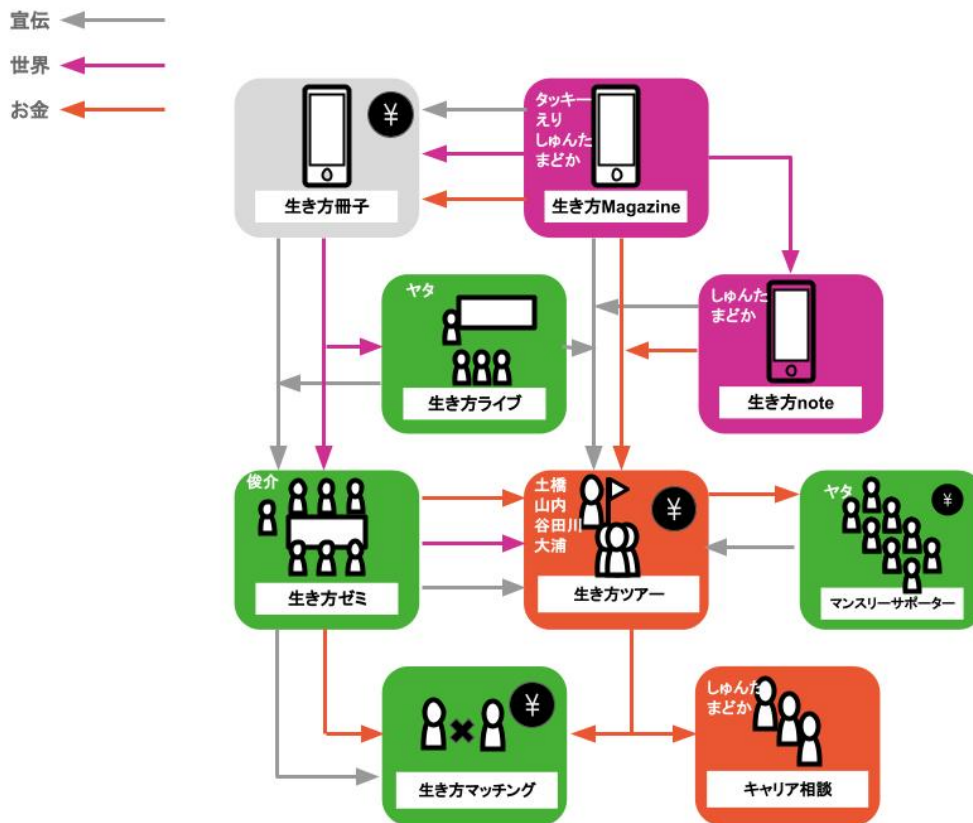 宣伝
世界
お金
¥
生き方冊子
タッキー
えり
しゅんた
まどか
生き方Magazine
ヤタ
生き方ライブ
しゅんた
まどか
生き方note
俊介
生き方ゼミ
土橋
山内
谷田川
大浦
¥
生き方ツアー
ヤタ
¥
マンスリーサポーター
¥
生き方マッチング
しゅんた
まどか
キャリア相談